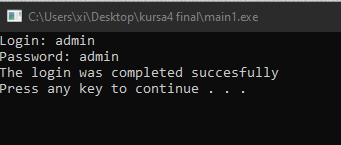 C:\Users\xi\Desktop\kursa4 final\main1.exe
Login: admin
Password: admin
The login was completed succesfully
Press any key to continue . . .